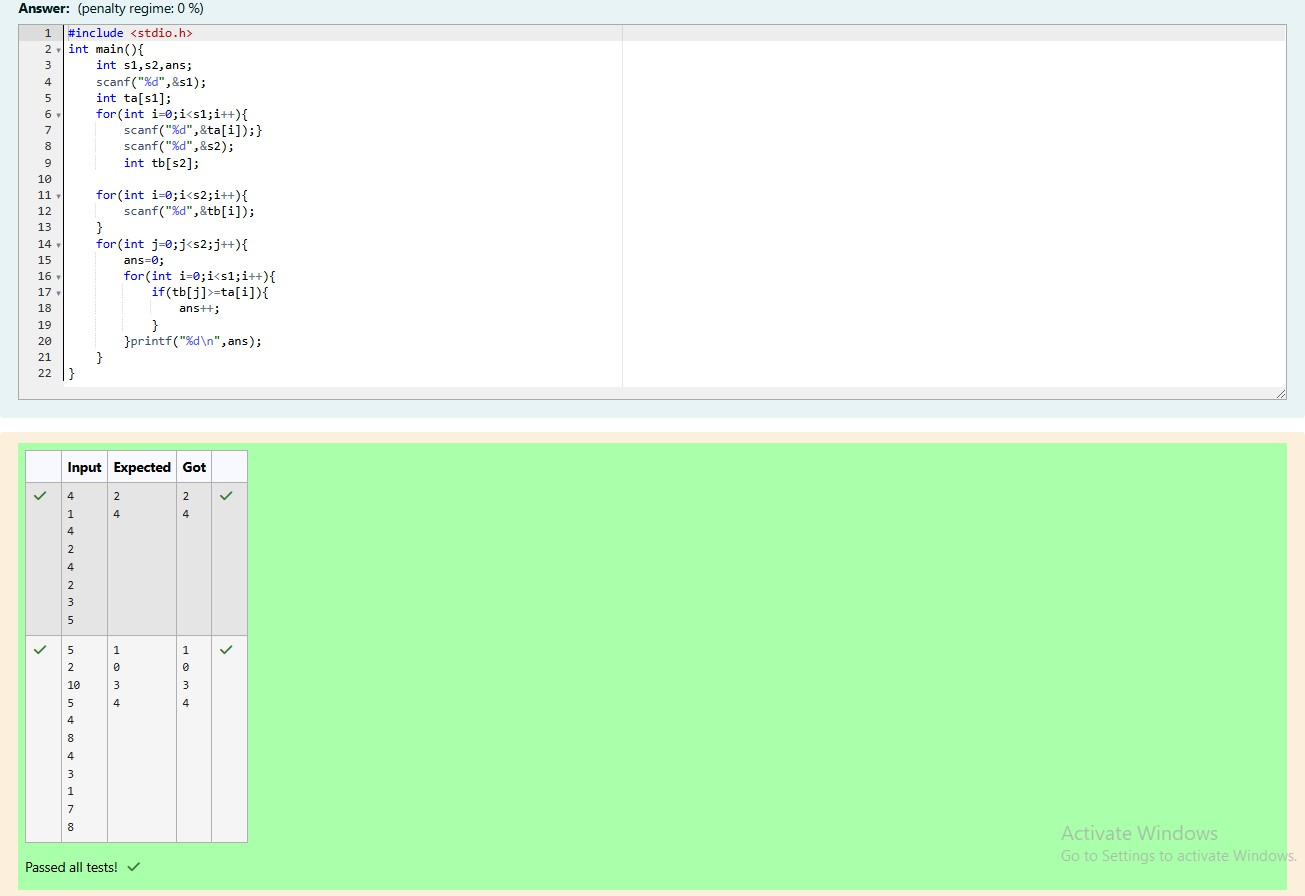 Answer: (penalty regime: 0 %)
1 #include <stdio.h>
2 int main(){
3     int s1,s2,ans;
4     scanf("%d",&s1);
5     int ta[s1];
6     for(int i=0;i<s1;i++){
7         scanf("%d",&ta[i]);}
8         scanf("%d",&s2);
9         int tb[s2];
10
11     for(int i=0;i<s2;i++){
12         scanf("%d",&tb[i]);
13     }
14     for(int j=0;j<s2;j++){
15         ans=0;
16         for(int i=0;i<s1;i++){
17             if(tb[j]>=ta[i]){
18                 ans++;
19             }
20         }printf("%d\n",ans);
21     }
22 }
Input Expected Got
4 2 2
1 4 4
4
2
4
2
3
5
5 1 1
2 0 0
10 3 3
5 4 4
4
8
4
3
1
7
8
Passed all tests!
Activate Windows
Go to Settings to activate Windows.